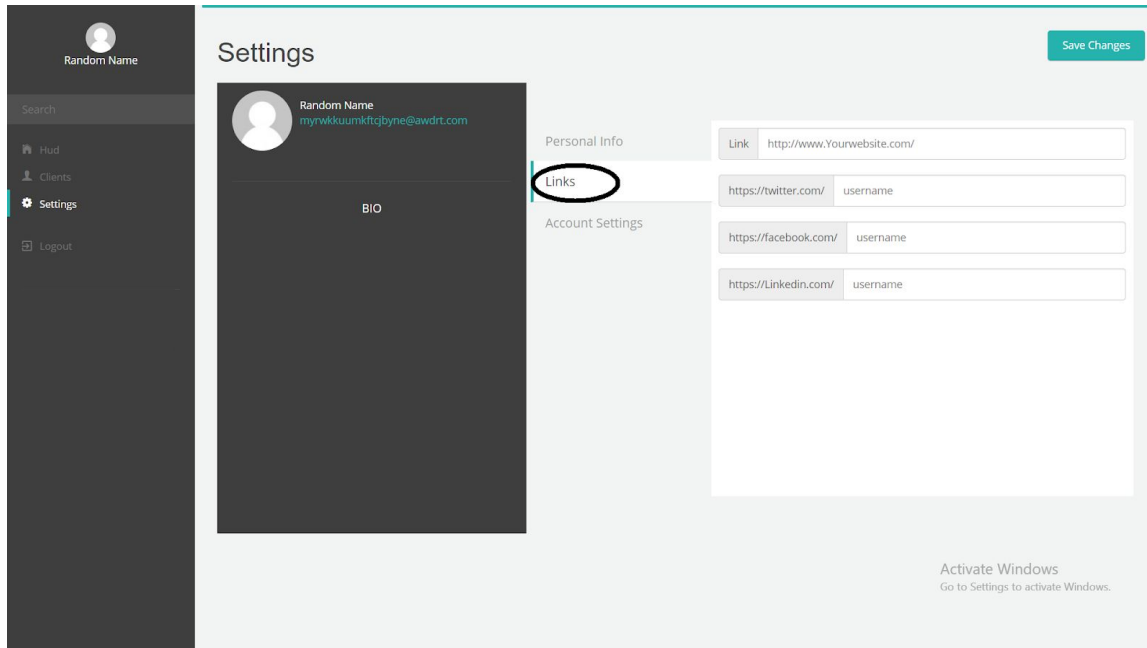 Random Name
Search
Hud
Clients
Settings
Logout
Settings
Save Changes
Random Name
myrwkkuumkftcjbyne@awdrt.com
BIO
Personal Info
Links
Account Settings
Link http://www.Yourwebsite.com/
https://twitter.com/ username
https://facebook.com/ username
https://Linkedin.com/ username
Activate Windows
Go to Settings to activate Windows.